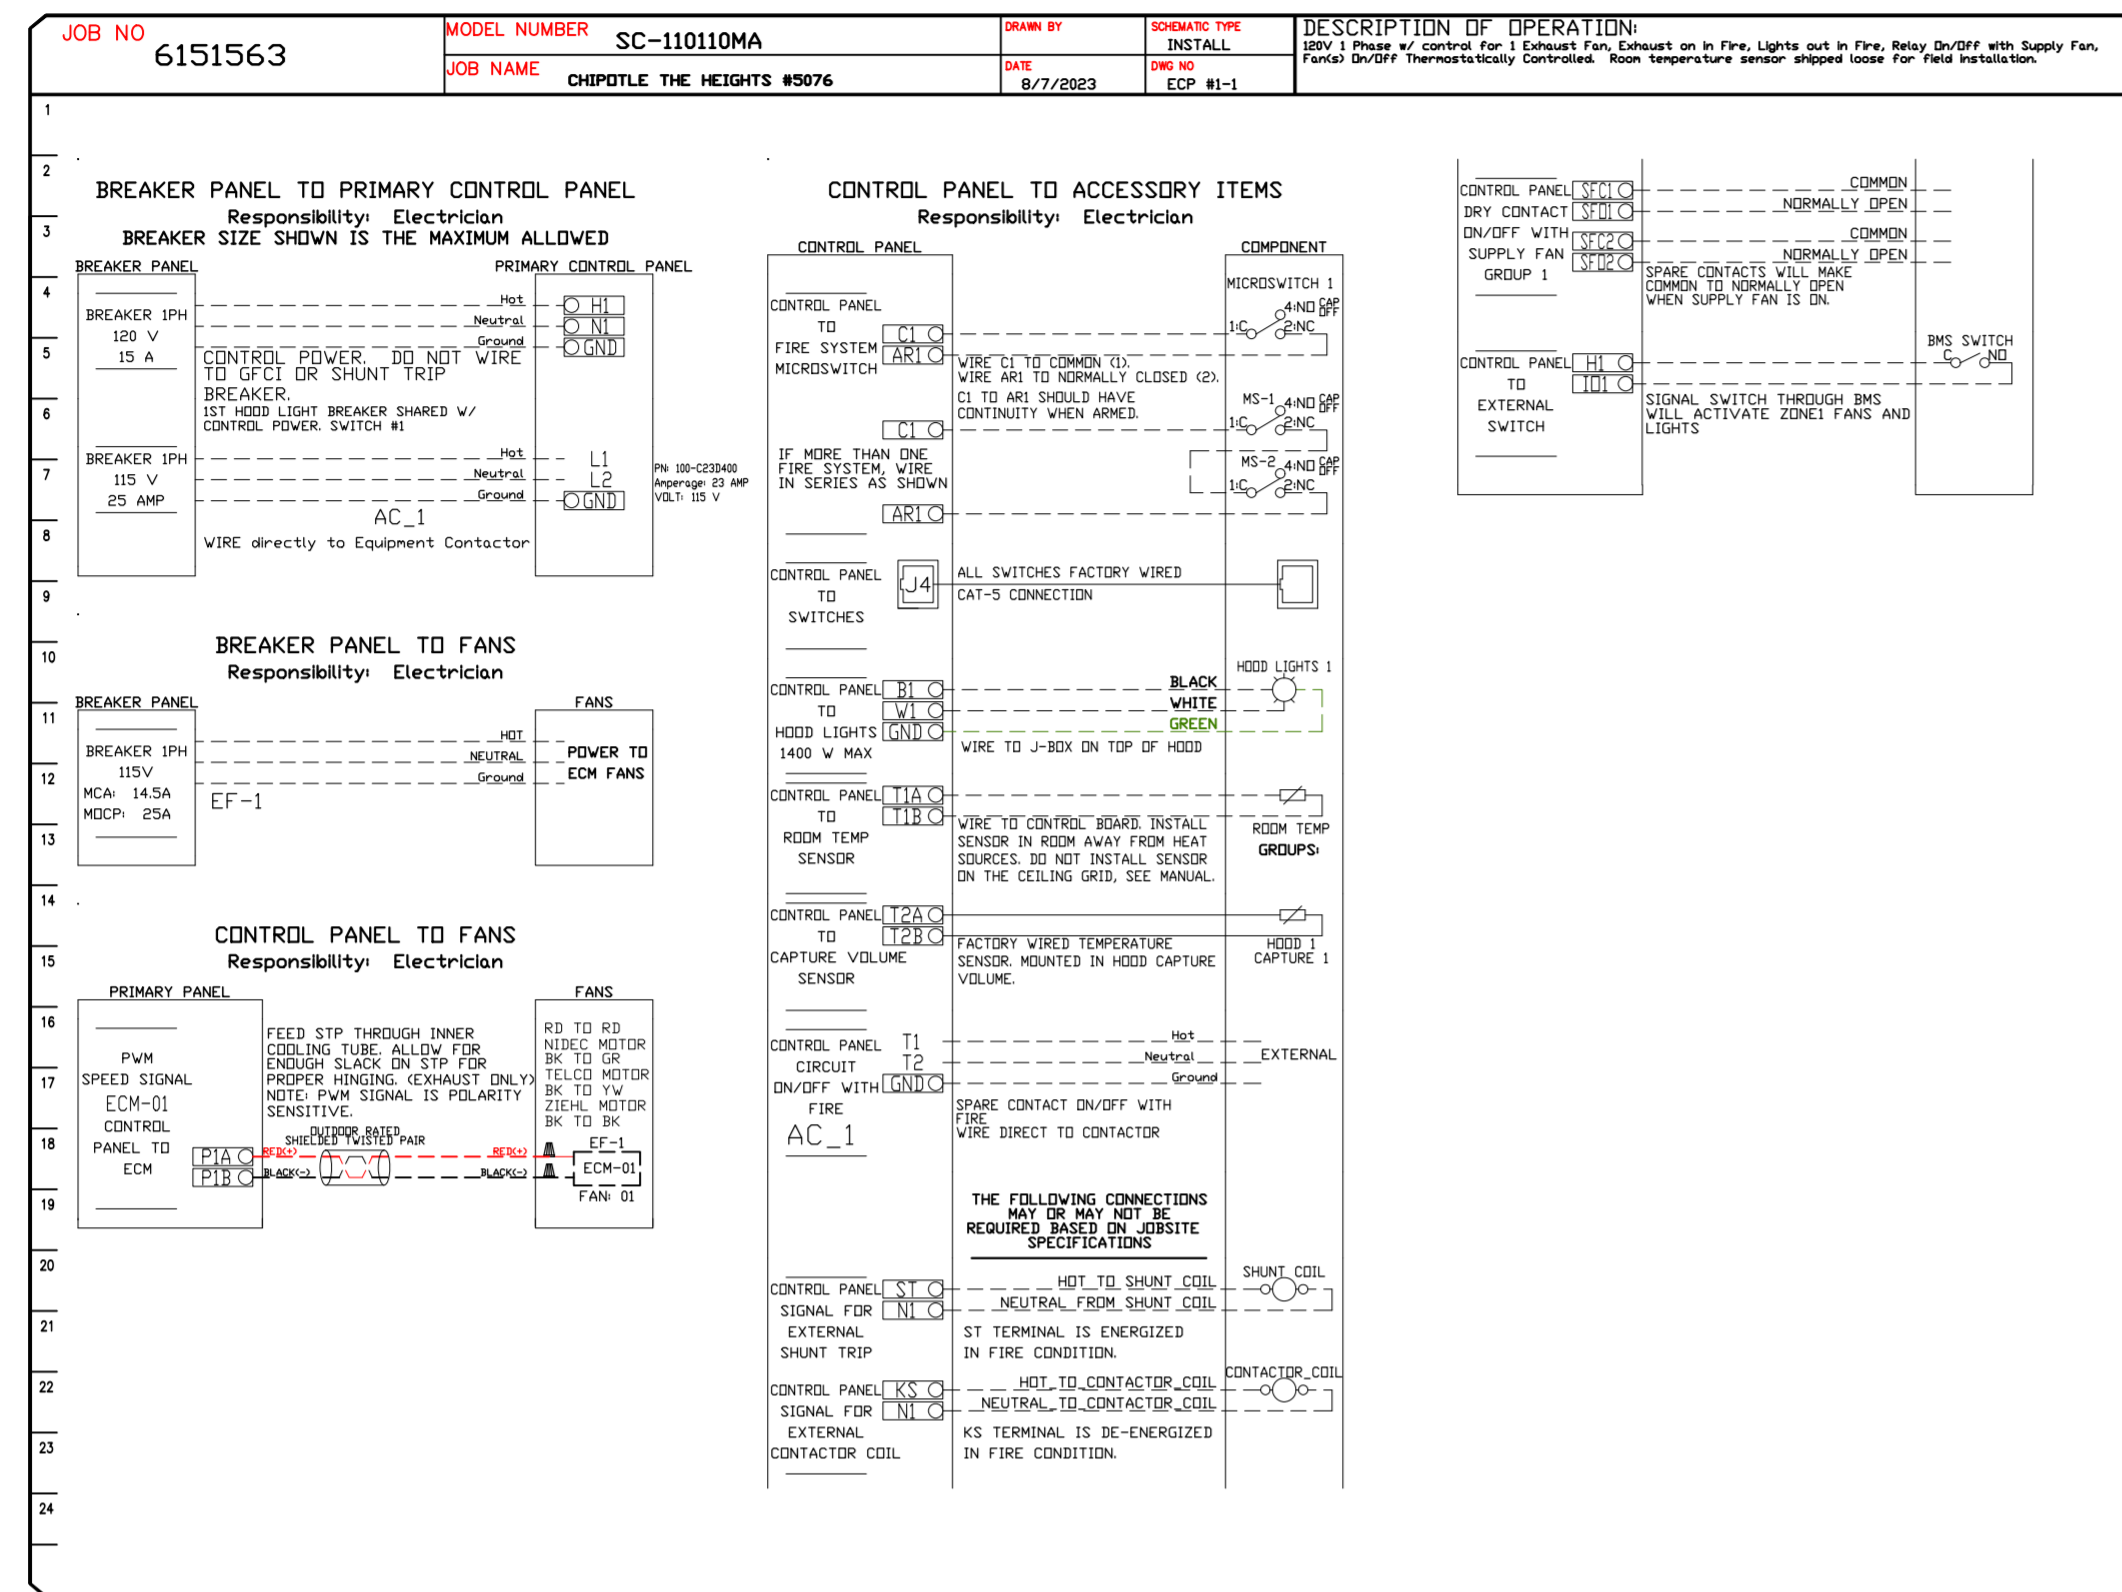 JOB NO
6151563
MODEL NUMBER
SC-110110MA
JOB NAME
CHIPOTLE THE HEIGHTS #5076
DRAWN BY
DATE
8/7/2023
SCHEMATIC TYPE
INSTALL
DWG NO
ECP #1-1
DESCRIPTION OF OPERATION:
120V 1 Phase w/ control for 1 Exhaust Fan, Exhaust on in Fire, Lights out in Fire, Relay On/Off with Supply Fan,
Fan(s) On/Off Thermostatically Controlled. Room temperature sensor shipped loose for field installation.
1
2
3
4
5
6
7
8
9
10
11
12
13
14
15
16
17
18
19
20
21
22
23
24
BREAKER PANEL TO PRIMARY CONTROL PANEL
Responsibility: Electrician
BREAKER SIZE SHOWN IS THE MAXIMUM ALLOWED
BREAKER PANEL
PRIMARY CONTROL PANEL
BREAKER 1PH
120 V
15 A
Hot
H1
Neutral
N1
Ground
GND
CONTROL POWER. DO NOT WIRE
TO GFCI OR SHUNT TRIP
BREAKER.
1ST HOOD LIGHT BREAKER SHARED W/
CONTROL POWER. SWITCH #1
BREAKER 1PH
115 V
25 AMP
Hot
L1
Neutral
L2
Ground
GND
PN: 100-C23D400
Amperage: 23 AMP
VOLT: 115 V
AC_1
WIRE directly to Equipment Contactor
BREAKER PANEL TO FANS
Responsibility: Electrician
BREAKER PANEL
FANS
BREAKER 1PH
115V
MCA: 14.5A
MOCP: 25A
HOT
NEUTRAL
Ground
EF-1
POWER TO
ECM FANS
CONTROL PANEL TO FANS
Responsibility: Electrician
PRIMARY PANEL
FANS
PWM
SPEED SIGNAL
ECM-01
CONTROL
PANEL TO
ECM
P1A
P1B
FEED STP THROUGH INNER
COOLING TUBE. ALLOW FOR
ENOUGH SLACK ON STP FOR
PROPER HINGING. (EXHAUST ONLY)
NOTE: PWM SIGNAL IS POLARITY
SENSITIVE.
OUTDOOR RATED
SHIELDED TWISTED PAIR
RED(+)
RED(+)
BLACK(-)
BLACK(-)
RD TO RD
NIDEC MOTOR
BK TO GR
TELCO MOTOR
BK TO YW
ZIEHL MOTOR
BK TO BK
EF-1
ECM-01
FAN: 01
CONTROL PANEL TO ACCESSORY ITEMS
Responsibility: Electrician
CONTROL PANEL
COMPONENT
CONTROL PANEL
TO
FIRE SYSTEM
MICROSWITCH
C1
AR1
MICROSWITCH 1
4:NO CAP OFF
1:C
2:NC
WIRE C1 TO COMMON (1).
WIRE AR1 TO NORMALLY CLOSED (2).
C1 TO AR1 SHOULD HAVE
CONTINUITY WHEN ARMED.
C1
MS-1
4:NO CAP OFF
1:C
2:NC
IF MORE THAN ONE
FIRE SYSTEM, WIRE
IN SERIES AS SHOWN
MS-2
4:NO CAP OFF
1:C
2:NC
AR1
CONTROL PANEL
TO
SWITCHES
J4
ALL SWITCHES FACTORY WIRED
CAT-5 CONNECTION
CONTROL PANEL
TO
HOOD LIGHTS
1400 W MAX
B1
W1
GND
BLACK
WHITE
GREEN
HOOD LIGHTS 1
WIRE TO J-BOX ON TOP OF HOOD
CONTROL PANEL
TO
ROOM TEMP
SENSOR
T1A
T1B
WIRE TO CONTROL BOARD. INSTALL
SENSOR IN ROOM AWAY FROM HEAT
SOURCES. DO NOT INSTALL SENSOR
ON THE CEILING GRID, SEE MANUAL.
ROOM TEMP
GROUPS:
CONTROL PANEL
TO
CAPTURE VOLUME
SENSOR
T2A
T2B
FACTORY WIRED TEMPERATURE
SENSOR. MOUNTED IN HOOD CAPTURE
VOLUME.
HOOD 1
CAPTURE 1
CONTROL PANEL
CIRCUIT
ON/OFF WITH
FIRE
AC_1
T1
T2
GND
Hot
Neutral
Ground
EXTERNAL
SPARE CONTACT ON/OFF WITH
FIRE
WIRE DIRECT TO CONTACTOR
THE FOLLOWING CONNECTIONS
MAY OR MAY NOT BE
REQUIRED BASED ON JOBSITE
SPECIFICATIONS
CONTROL PANEL
SIGNAL FOR
EXTERNAL
SHUNT TRIP
ST
N1
HOT TO SHUNT COIL
NEUTRAL FROM SHUNT COIL
SHUNT COIL
ST TERMINAL IS ENERGIZED
IN FIRE CONDITION.
CONTROL PANEL
SIGNAL FOR
EXTERNAL
CONTACTOR COIL
KS
N1
HOT TO CONTACTOR COIL
NEUTRAL TO CONTACTOR COIL
CONTACTOR COIL
KS TERMINAL IS DE-ENERGIZED
IN FIRE CONDITION.
CONTROL PANEL
DRY CONTACT
ON/OFF WITH
SUPPLY FAN
GROUP 1
SFC1
SFO1
SFC2
SFO2
COMMON
NORMALLY OPEN
COMMON
NORMALLY OPEN
SPARE CONTACTS WILL MAKE
COMMON TO NORMALLY OPEN
WHEN SUPPLY FAN IS ON.
CONTROL PANEL
TO
EXTERNAL
SWITCH
H1
IO1
BMS SWITCH
C
NO
SIGNAL SWITCH THROUGH BMS
WILL ACTIVATE ZONE1 FANS AND
LIGHTS